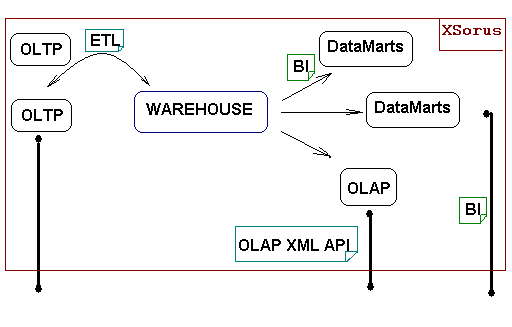 XSorus
OLTP
ETL
DataMarts
BI
OLTP
WAREHOUSE
DataMarts
OLAP
BI
OLAP XML API